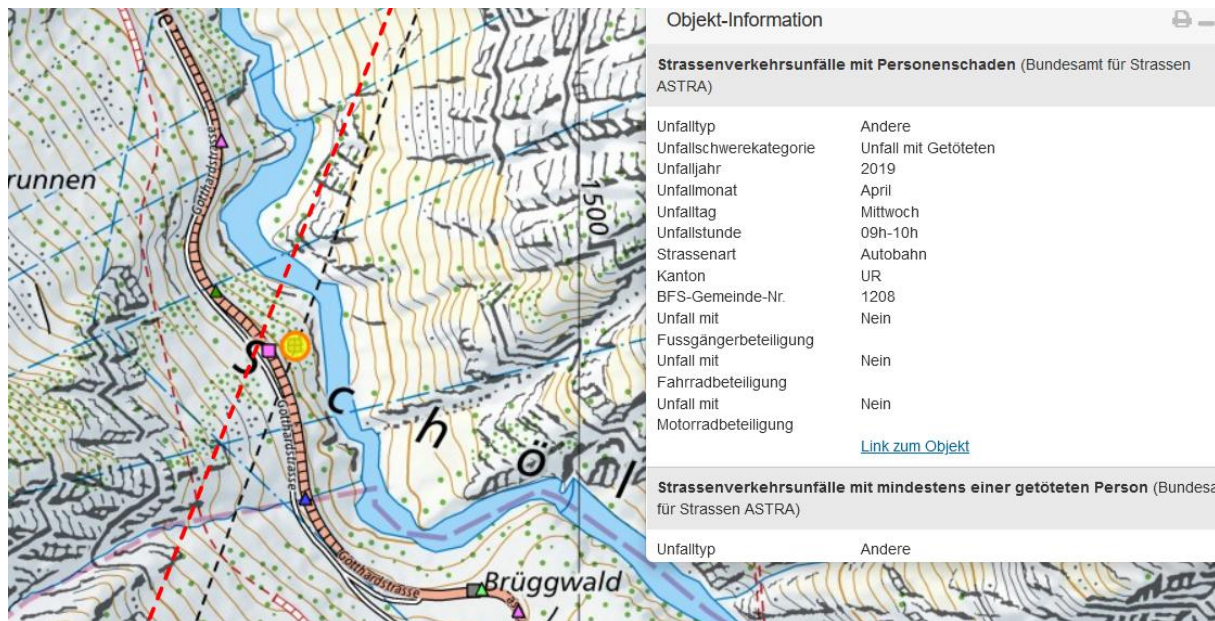 runnen
Gotthardstrasse
1500
S
c
h
ö
l
Gotthardstrasse
Gotthardstrasse
Brüggwald
Objekt-Information
Strassenverkehrsunfälle mit Personenschaden (Bundesamt für Strassen
ASTRA)
Unfalltyp Andere
Unfallschwerekategorie Unfall mit Getöteten
Unfalljahr 2019
Unfallmonat April
Unfalltag Mittwoch
Unfallstunde 09h-10h
Strassenart Autobahn
Kanton UR
BFS-Gemeinde-Nr. 1208
Unfall mit Nein
Fussgängerbeteiligung
Unfall mit Nein
Fahrradbeteiligung
Unfall mit Nein
Motorradbeteiligung
Link zum Objekt
Strassenverkehrsunfälle mit mindestens einer getöteten Person (Bundesa
für Strassen ASTRA)
Unfalltyp Andere